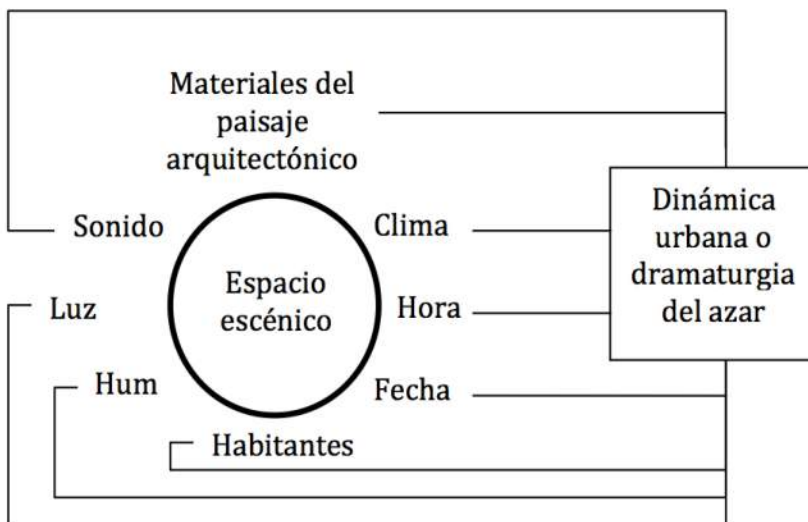 Materiales del
paisaje
arquitectónico
Sonido
Clima
Luz
Espacio
escénico
Hora
Hum
Fecha
Habitantes
Dinámica
urbana o
dramaturgia
del azar